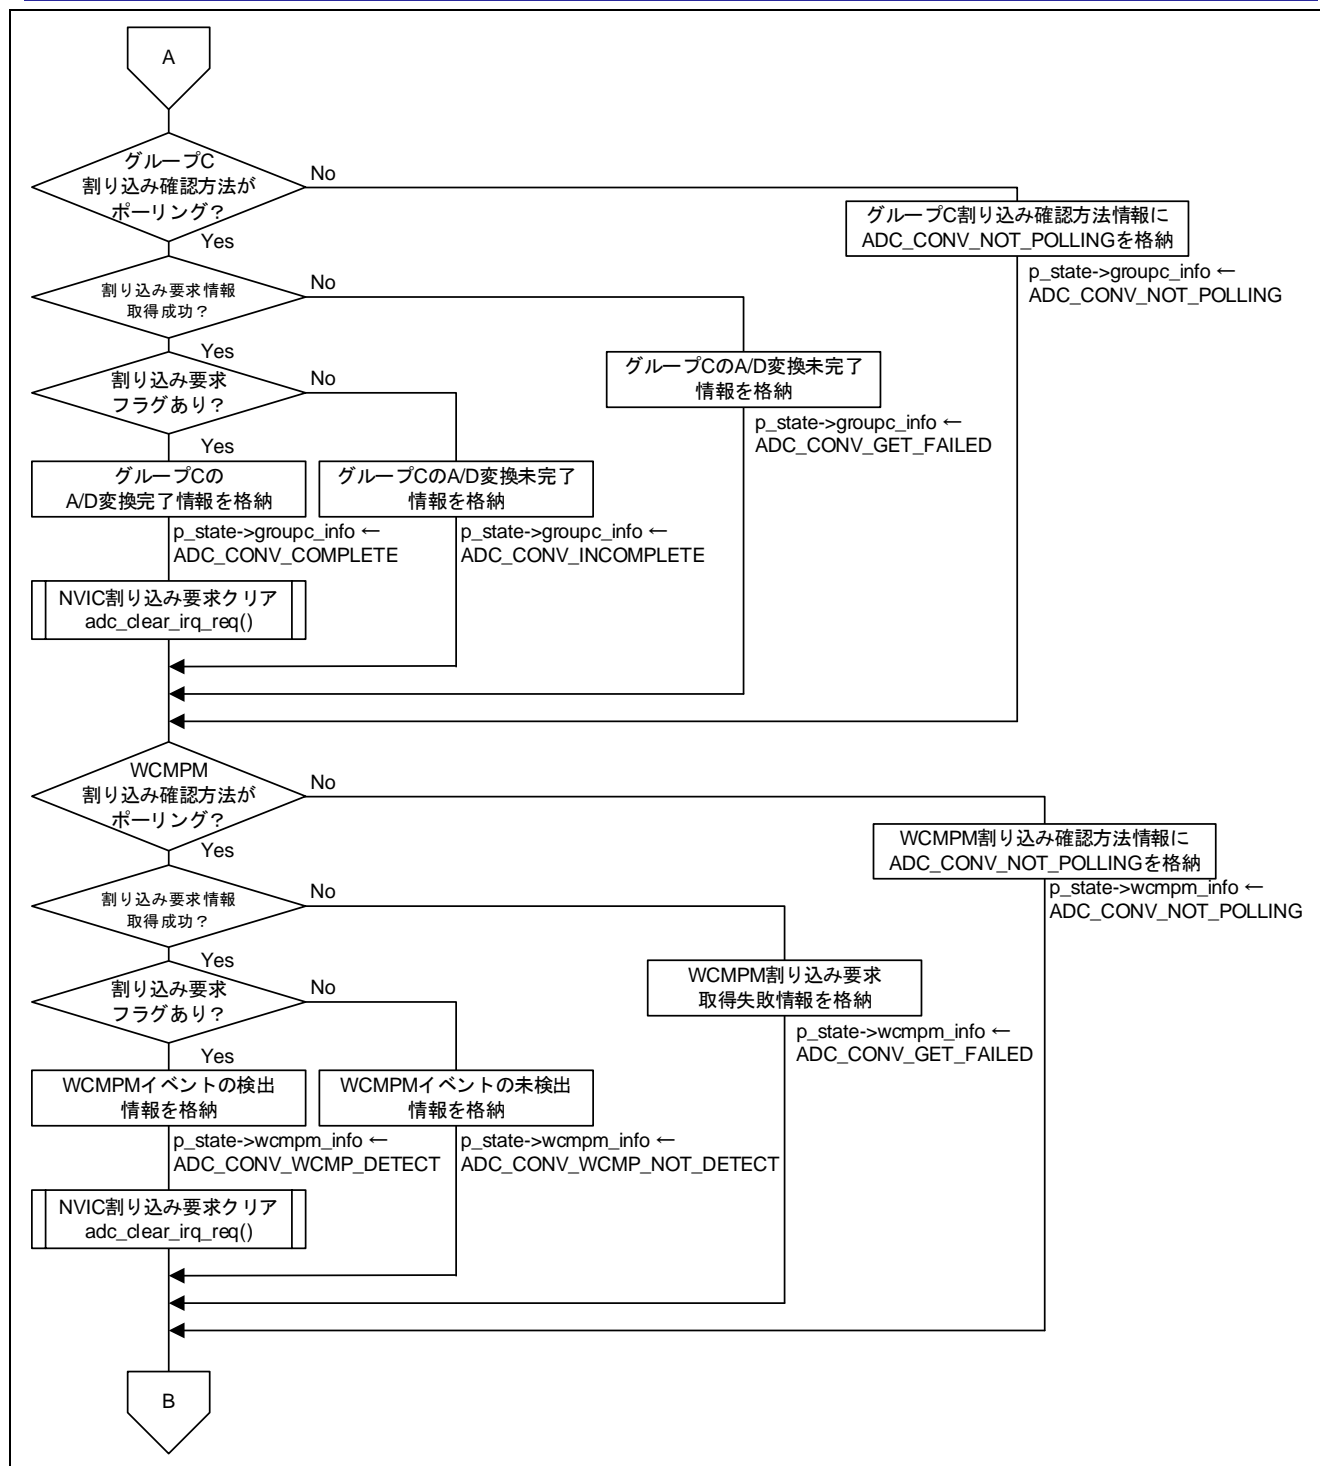 A
グループC
割り込み確認方法が
ポーリング?
No
Yes
グループC割り込み確認方法情報に
ADC_CONV_NOT_POLLINGを格納
p_state->groupc_info ←
ADC_CONV_NOT_POLLING
割り込み要求情報
取得成功?
No
Yes
グループCのA/D変換未完了
情報を格納
p_state->groupc_info ←
ADC_CONV_GET_FAILED
割り込み要求
フラグあり?
No
Yes
グループCの
A/D変換完了情報を格納
グループCのA/D変換未完了
情報を格納
p_state->groupc_info ←
ADC_CONV_COMPLETE
p_state->groupc_info ←
ADC_CONV_INCOMPLETE
NVIC割り込み要求クリア
adc_clear_irq_req()
WCMPM
割り込み確認方法が
ポーリング?
No
Yes
WCMPM割り込み確認方法情報に
ADC_CONV_NOT_POLLINGを格納
p_state->wcmpm_info ←
ADC_CONV_NOT_POLLING
割り込み要求情報
取得成功?
No
Yes
WCMPM割り込み要求
取得失敗情報を格納
p_state->wcmpm_info ←
ADC_CONV_GET_FAILED
割り込み要求
フラグあり?
No
Yes
WCMPMイベントの検出
情報を格納
WCMPMイベントの未検出
情報を格納
p_state->wcmpm_info ←
ADC_CONV_WCMP_DETECT
p_state->wcmpm_info ←
ADC_CONV_WCMP_NOT_DETECT
NVIC割り込み要求クリア
adc_clear_irq_req()
B